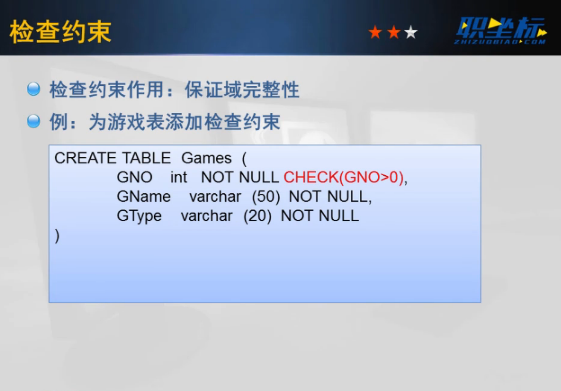 检查约束
职坐标
ZHIZUOBIAO.COM
检查约束作用：保证域完整性
例：为游戏表添加检查约束
CREATE TABLE Games (
GNO int NOT NULL CHECK(GNO>0),
GName varchar (50) NOT NULL,
GType varchar (20) NOT NULL
)